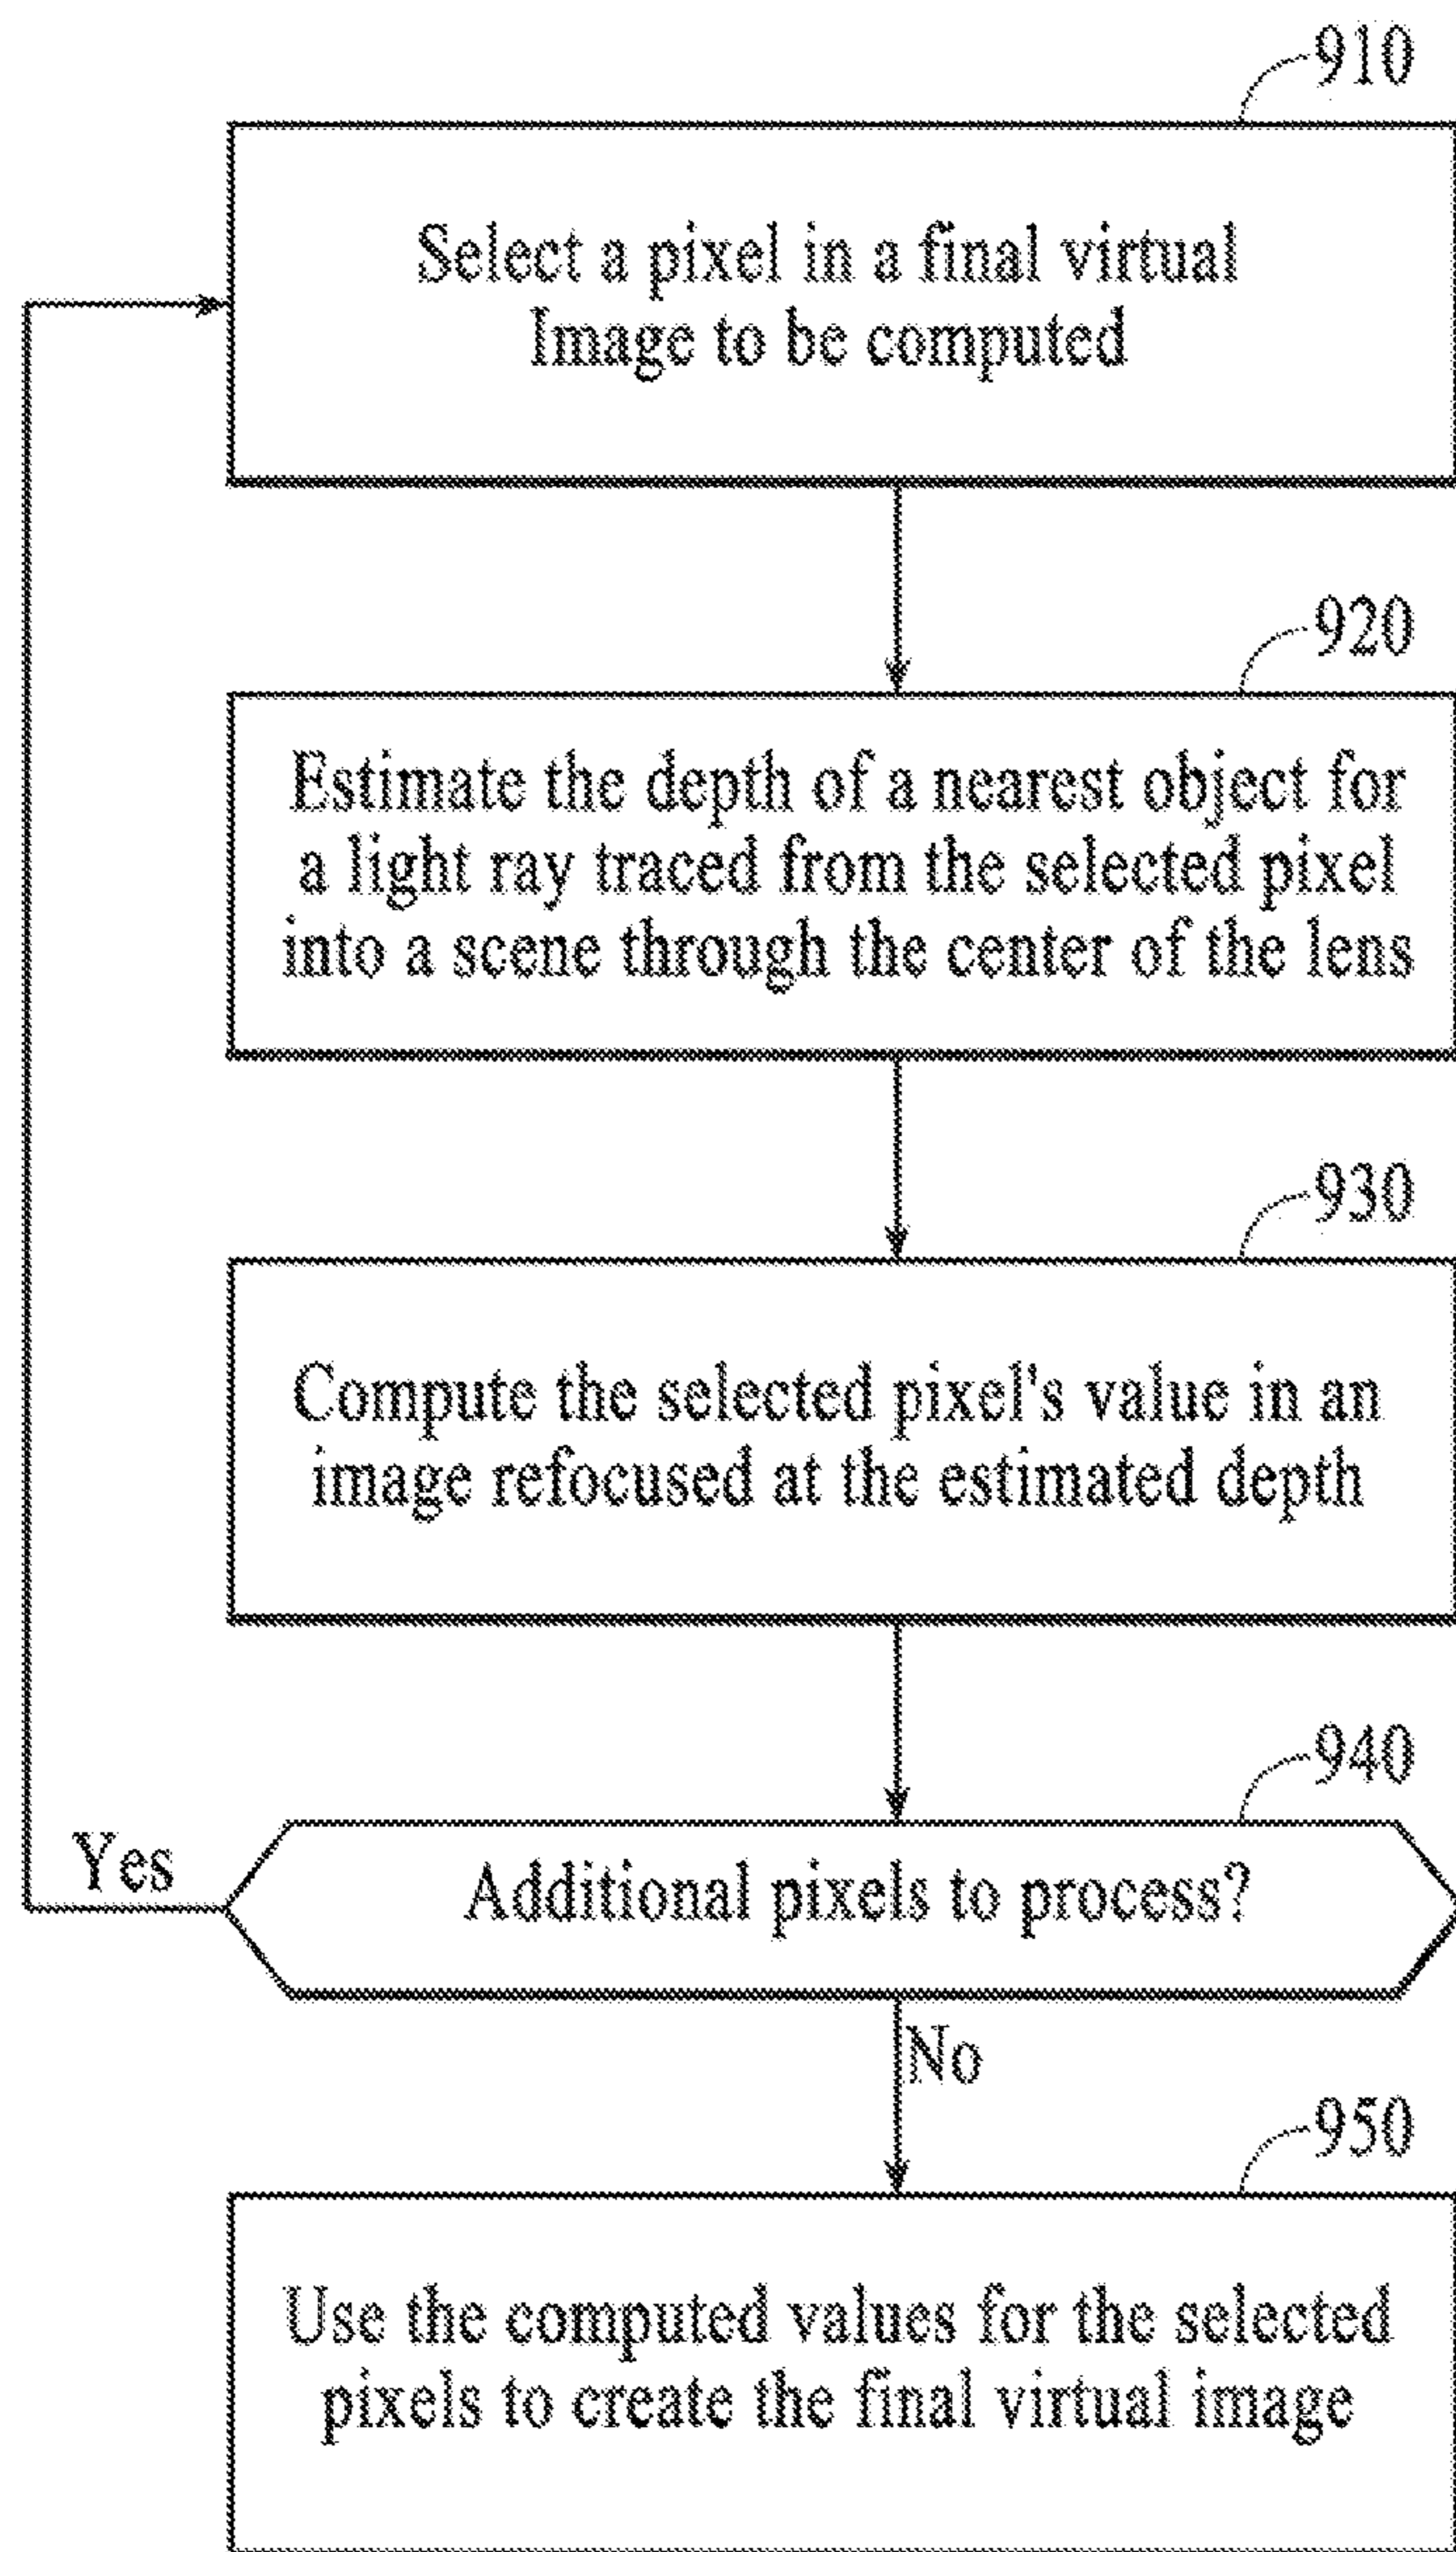 910
Select a pixel in a final virtual
Image to be computed
920
Estimate the depth of a nearest object for
a light ray traced from the selected pixel
into a scene through the center of the lens
930
Compute the selected pixel's value in an
image refocused at the estimated depth
940
Yes
Additional pixels to process?
No
950
Use the computed values for the selected
pixels to create the final virtual image